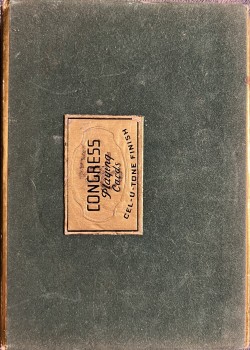 CONGRESS
Playing
Cards
CEL-U-TONE FINISH